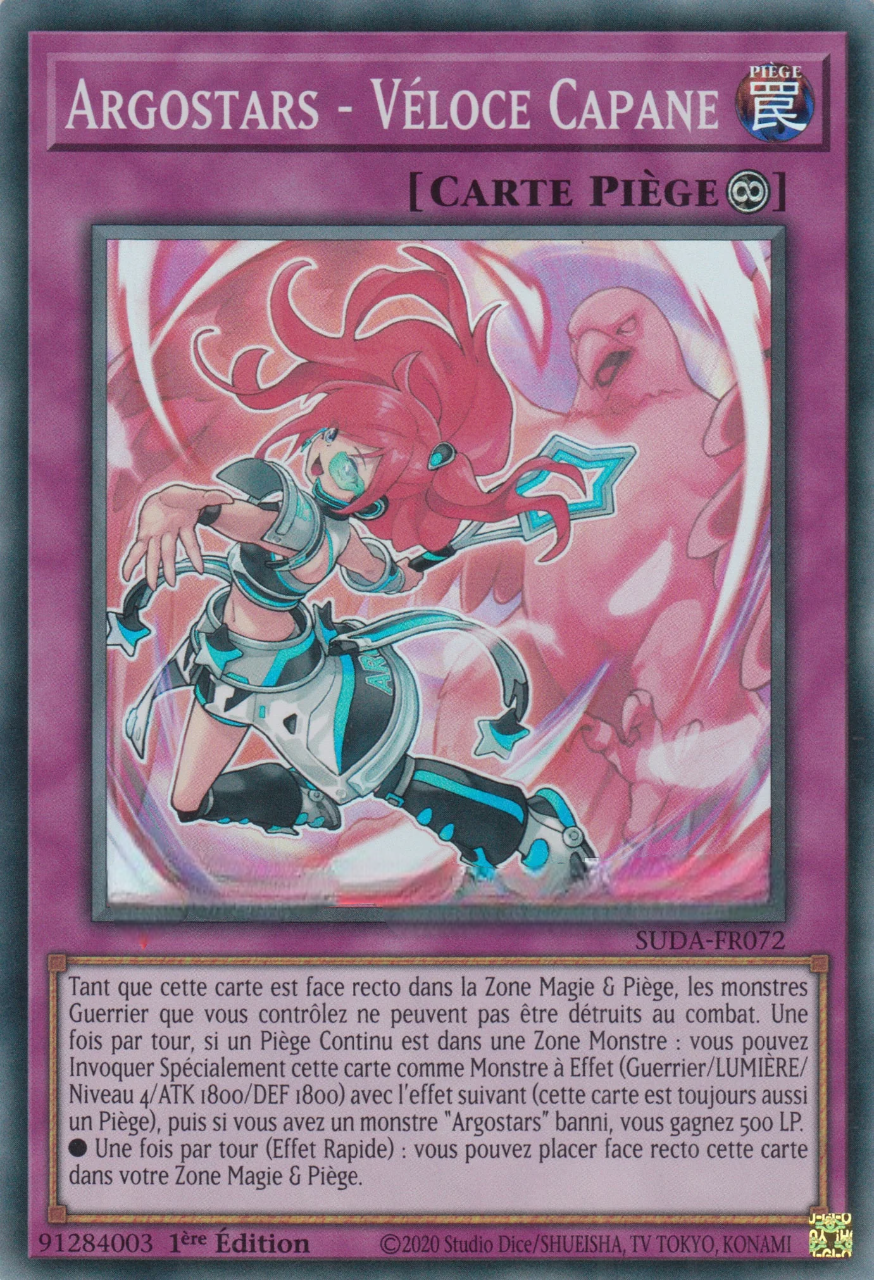 ARGOSTARS - VÉLOCE CAPANE
PIÈGE
罠
[CARTE PIÈGE]
AR
SUDA-FR072
Tant que cette carte est face recto dans la Zone Magie & Piège, les monstres
Guerrier que vous contrôlez ne peuvent pas être détruits au combat. Une
fois par tour, si un Piège Continu est dans une Zone Monstre : vous pouvez
Invoquer Spécialement cette carte comme Monstre à Effet (Guerrier/LUMIÈRE/
Niveau 4/ATK 1800/DEF 1800) avec l'effet suivant (cette carte est toujours aussi
un Piège), puis si vous avez un monstre "Argostars" banni, vous gagnez 500 LP.
● Une fois par tour (Effet Rapide) : vous pouvez placer face recto cette carte
dans votre Zone Magie & Piège.
91284003 1ère Édition ©2020 Studio Dice/SHUEISHA, TV TOKYO, KONAMI